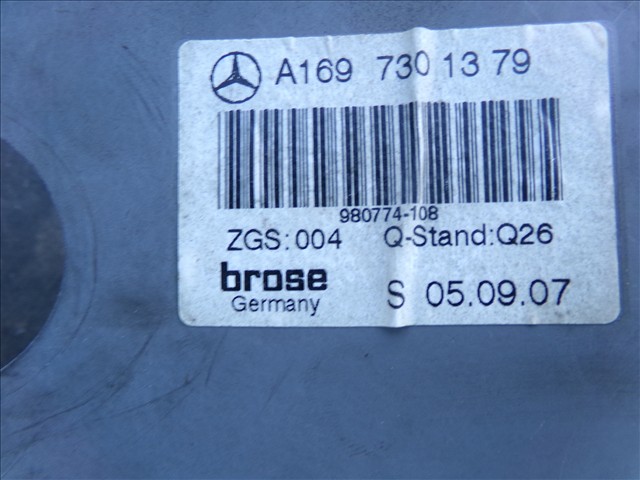 A169 730 13 79
980774-108
ZGS:004 Q-Stand:Q26
brose
Germany S 05.09.07